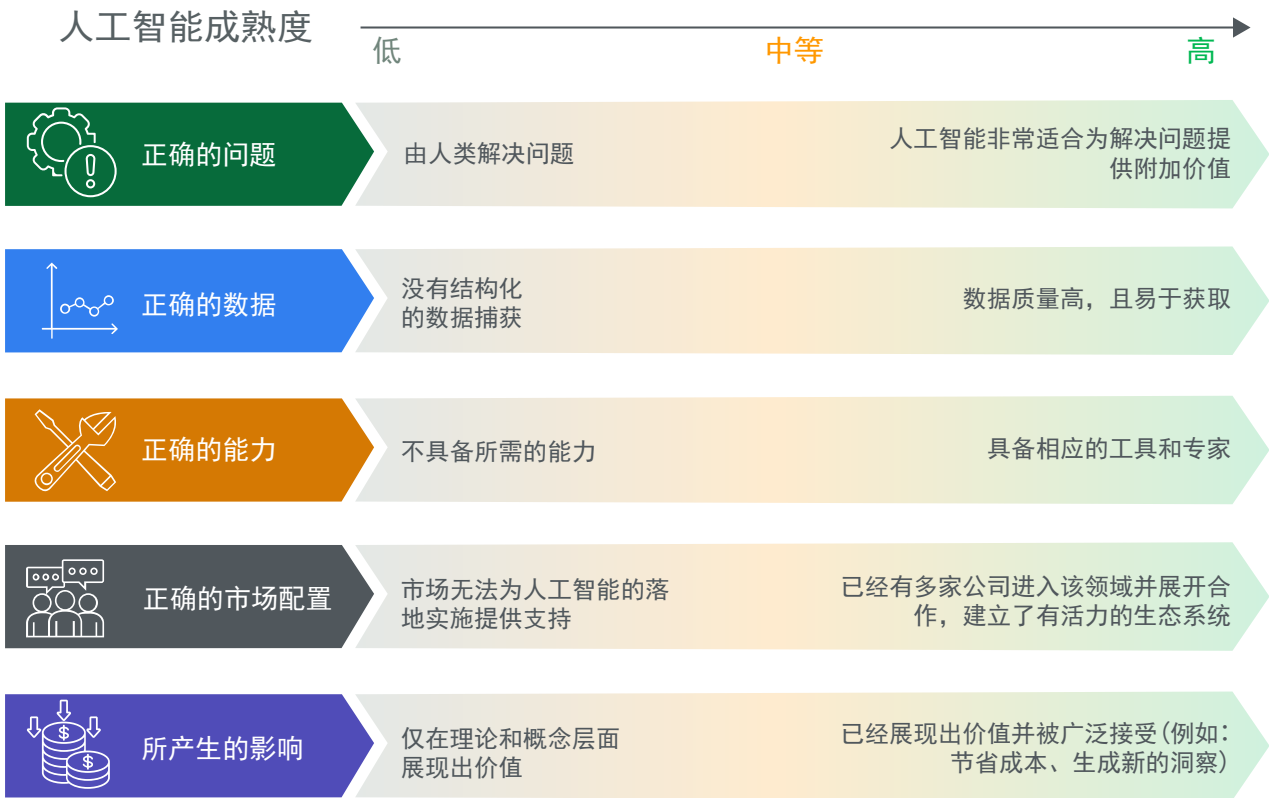 人工智能成熟度
低
中等
高
正确的问题
由人类解决问题
人工智能非常适合为解决问题提
供附加价值
正确的数据
没有结构化
的数据捕获
数据质量高，且易于获取
正确的能力
不具备所需的能力
具备相应的工具和专家
正确的市场配置
市场无法为人工智能的落
地实施提供支持
已经有多家公司进入该领域并展开合
作，建立了有活力的生态系统
$
$
所产生的影响
仅在理论和概念层面
展现出价值
已经展现出价值并被广泛接受(例如：
节省成本、生成新的洞察)